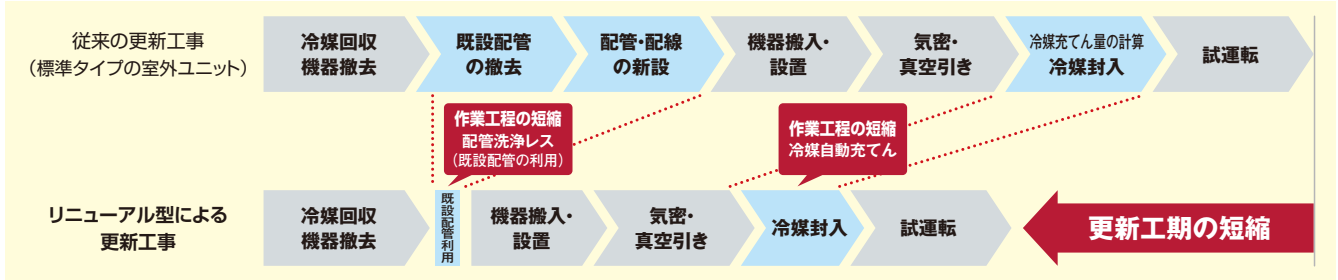 従来の更新工事
（標準タイプの室外ユニット）
冷媒回収
機器撤去
既設配管
の撤去
配管・配線
の新設
機器搬入・
設置
気密・
真空引き
冷媒充てん量の計算
冷媒封入
試運転
作業工程の短縮
配管洗浄レス
（既設配管の利用）
作業工程の短縮
冷媒自動充てん
リニューアル型による
更新工事
冷媒回収
機器撤去
既設配管利用
機器搬入・
設置
気密・
真空引き
冷媒封入
試運転
更新工期の短縮